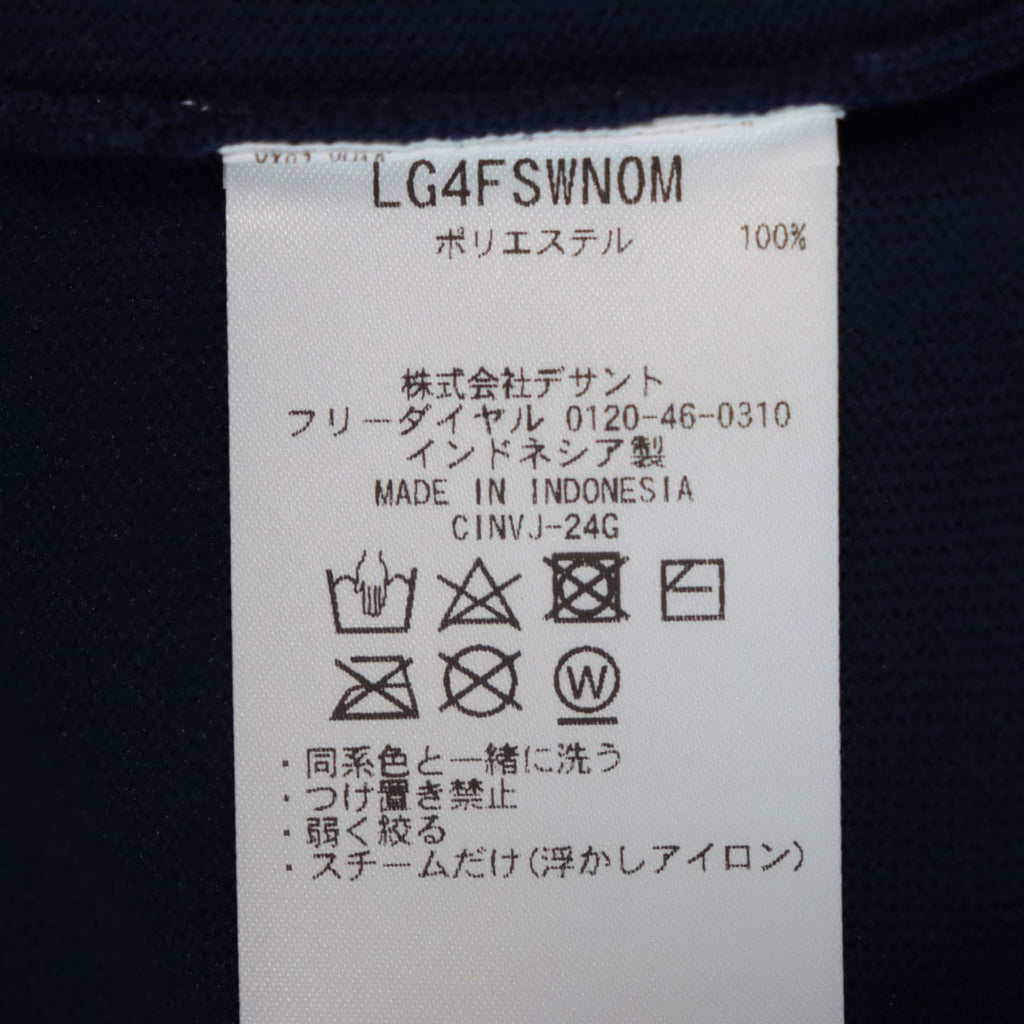 LG4FSWN0M
ポリエステル 100%
株式会社デサント
フリーダイヤル 0120-46-0310
インドネシア製
MADE IN INDONESIA
CINVJ-24G
W
・同系色と一緒に洗う
・つけ置き禁止
・弱く絞る
・スチームだけ(浮かしアイロン)